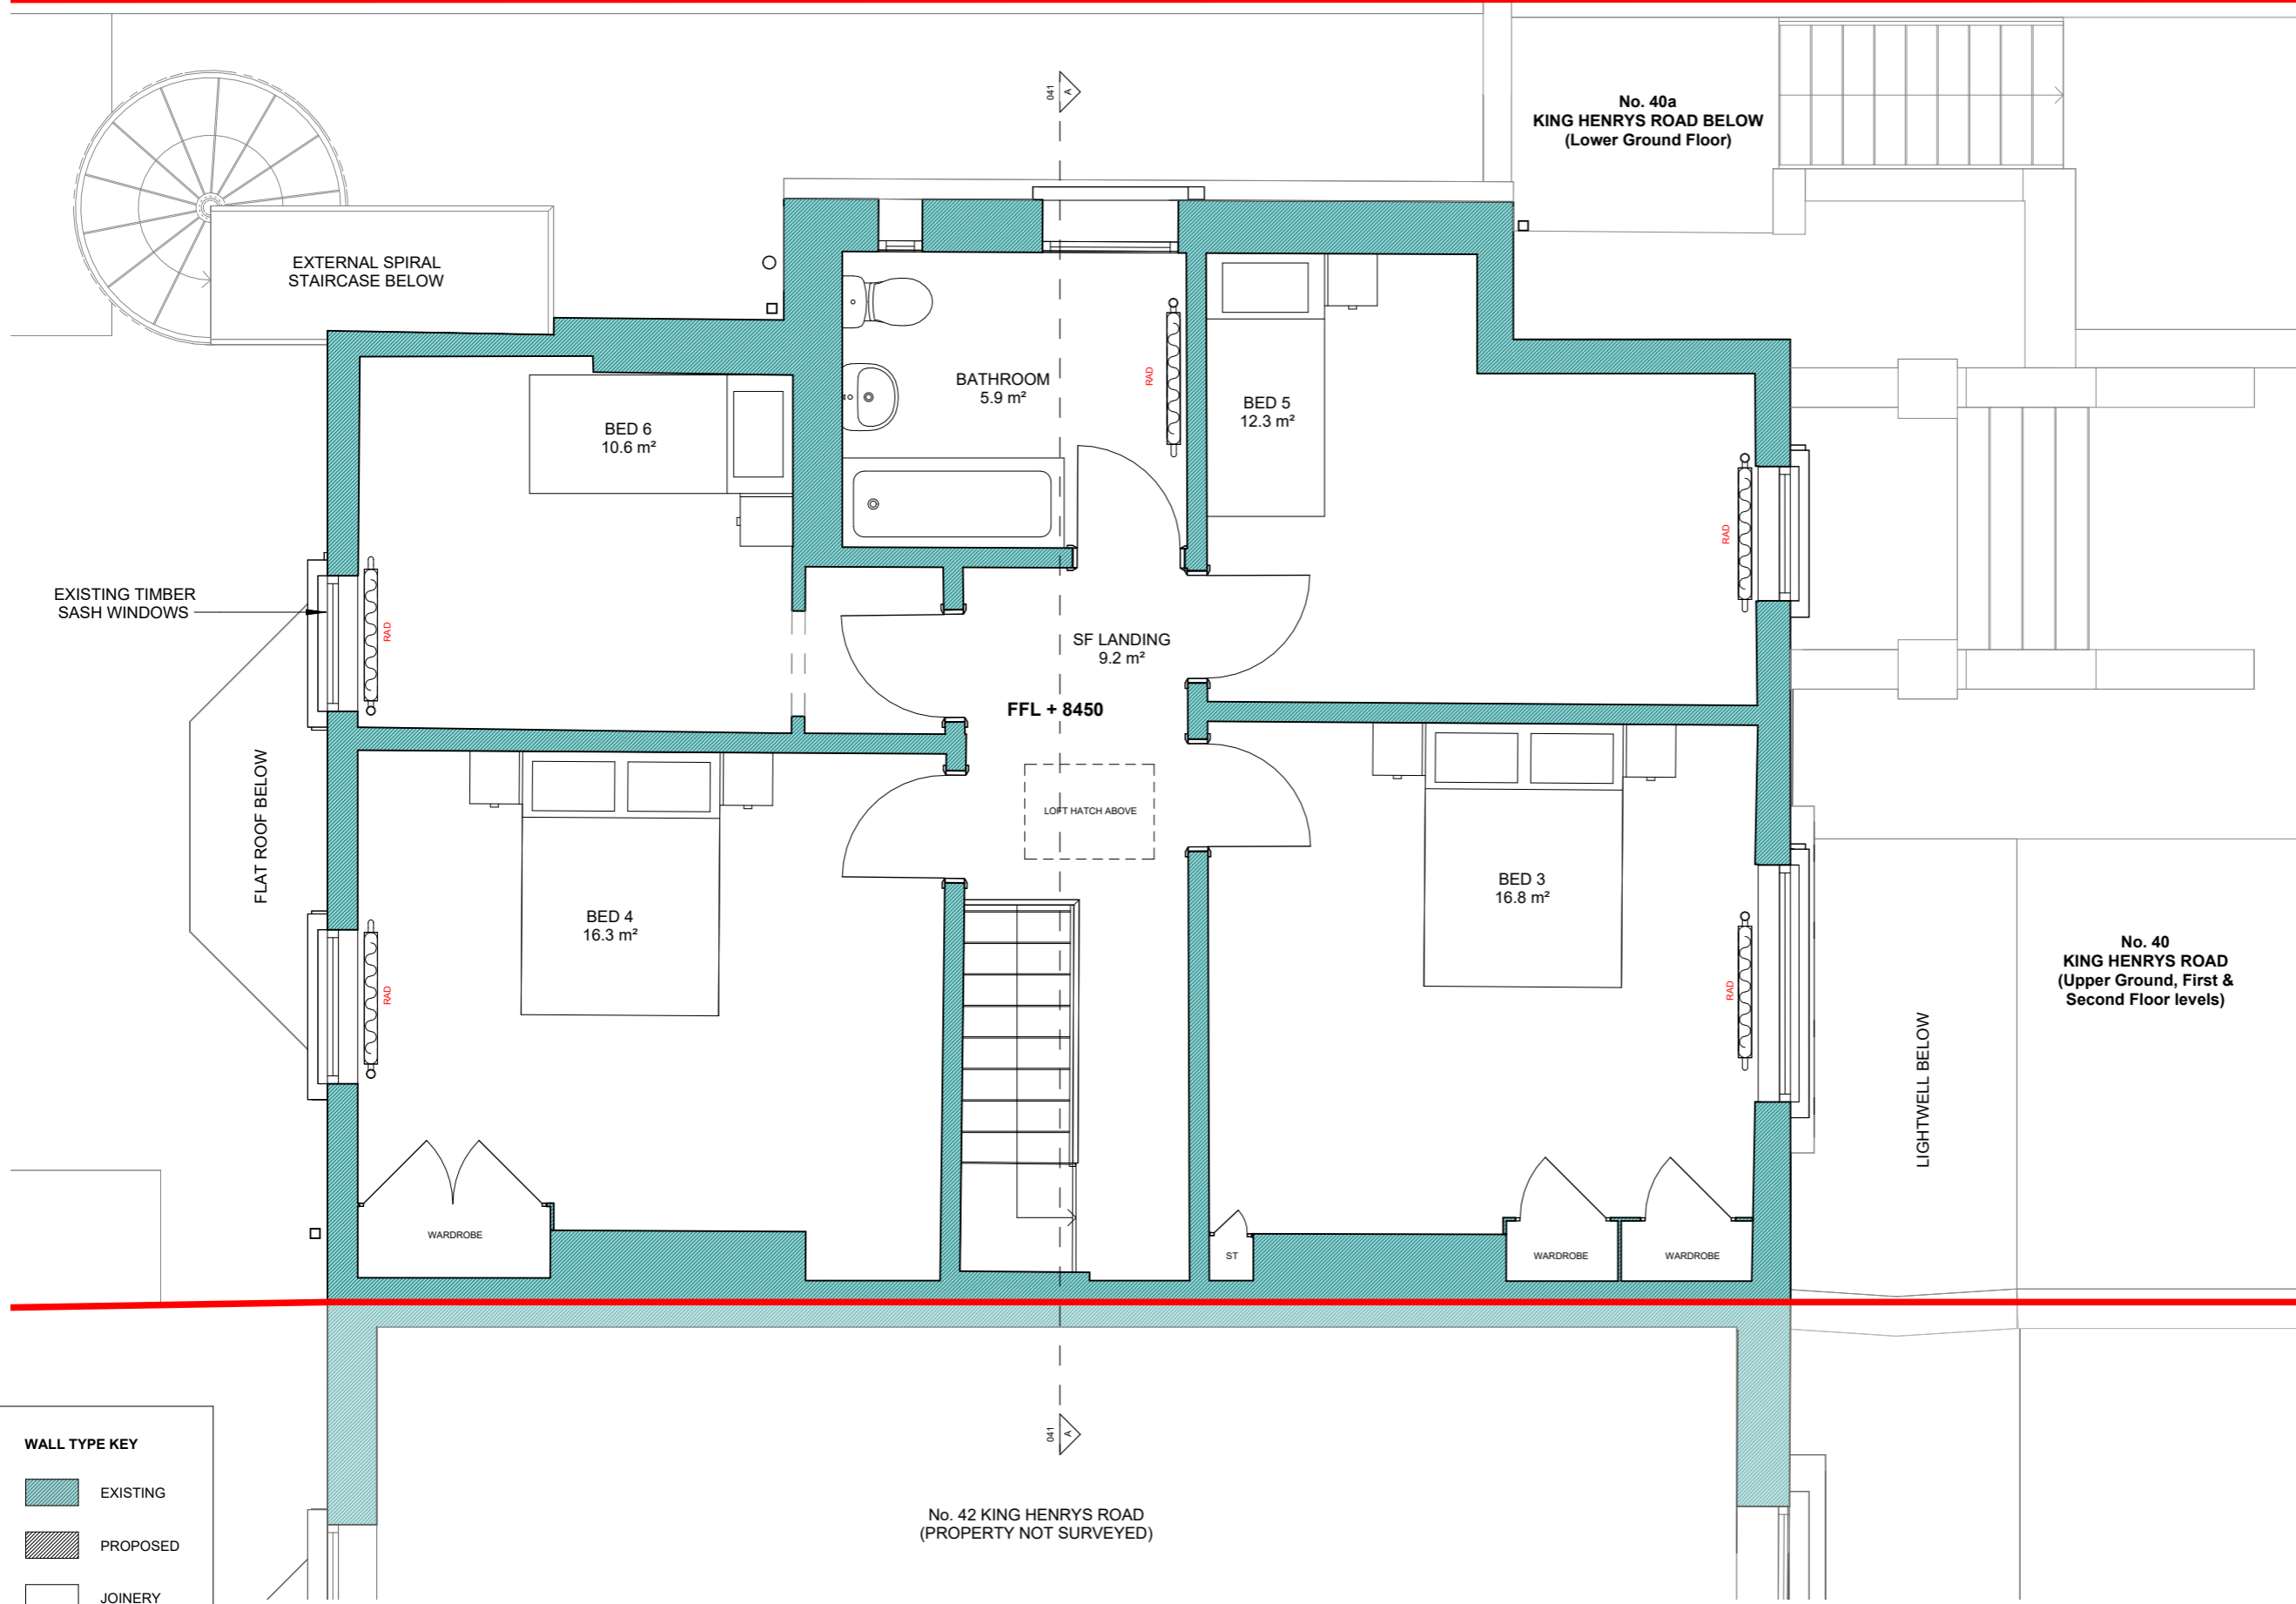 041
A
No. 40a
KING HENRYS ROAD BELOW
(Lower Ground Floor)
EXTERNAL SPIRAL
STAIRCASE BELOW
BATHROOM
5.9 m²
RAD
BED 5
12.3 m²
BED 6
10.6 m²
RAD
EXISTING TIMBER
SASH WINDOWS
RAD
SF LANDING
9.2 m²
FFL + 8450
FLAT ROOF BELOW
LOFT HATCH ABOVE
BED 4
16.3 m²
RAD
BED 3
16.8 m²
RAD
No. 40
KING HENRYS ROAD
(Upper Ground, First &
Second Floor levels)
LIGHTWELL BELOW
WARDROBE
ST
WARDROBE
WARDROBE
041
A
WALL TYPE KEY
EXISTING
PROPOSED
JOINERY
No. 42 KING HENRYS ROAD
(PROPERTY NOT SURVEYED)